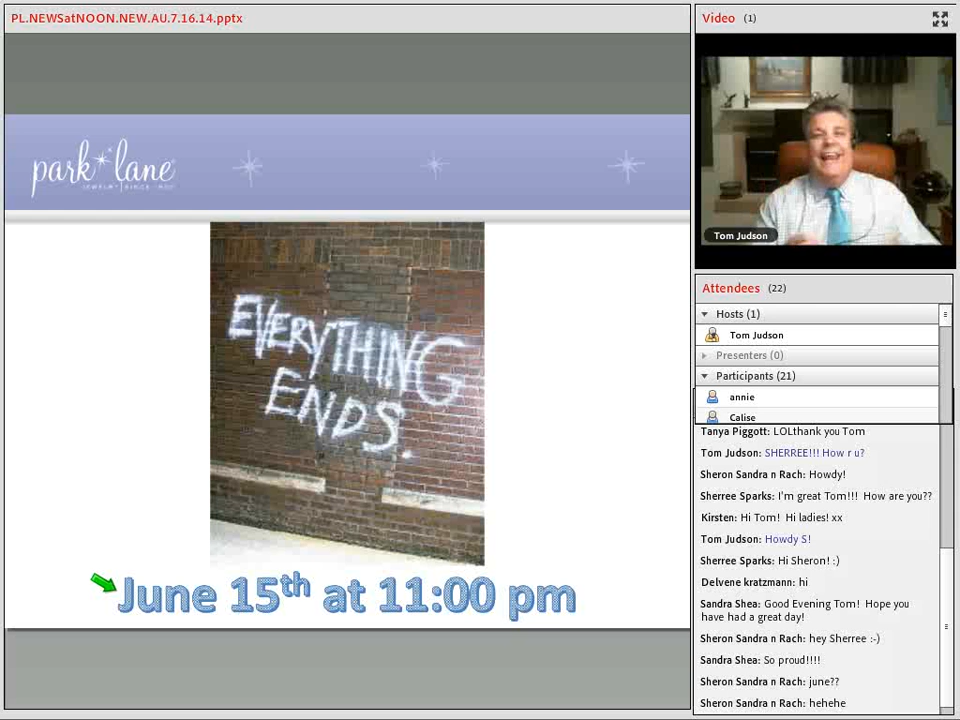 PL.NEWSatNOON.NEW.AU.7.16.14.pptx
park lane
EVERYTHING
ENDS.
June 15th at 11:00 pm
Video (1)
Tom Judson
Attendees (22)
Hosts (1)
Tom Judson
Presenters (0)
Participants (21)
annie
Calise
Tanya Piggott: LOLthank you Tom
Tom Judson: SHERREE!!! How r u?
Sheron Sandra n Rach: Howdy!
Sherree Sparks: I'm great Tom!!! How are you??
Kirsten: Hi Tom! Hi ladies! xx
Tom Judson: Howdy S!
Sherree Sparks: Hi Sheron! :)
Delvene kratzmann: hi
Sandra Shea: Good Evening Tom! Hope you
have had a great day!
Sheron Sandra n Rach: hey Sherree :-)
Sandra Shea: So proud!!!!
Sheron Sandra n Rach: june??
Sheron Sandra n Rach: hehehe